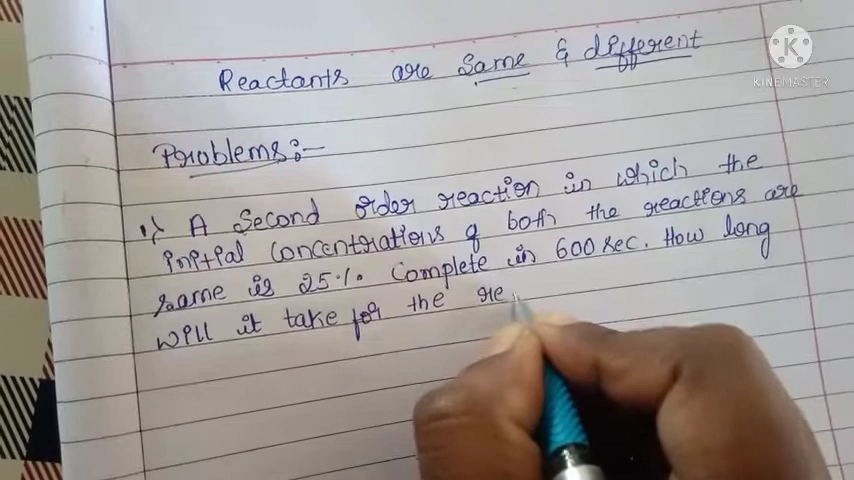 Reactants are Same & different
KINEMASTER
Problems:-
1) A Second order reaction in which the
initial concentrations of both the reactions are
same is 25% complete in 600 sec. How long
will it take for the re